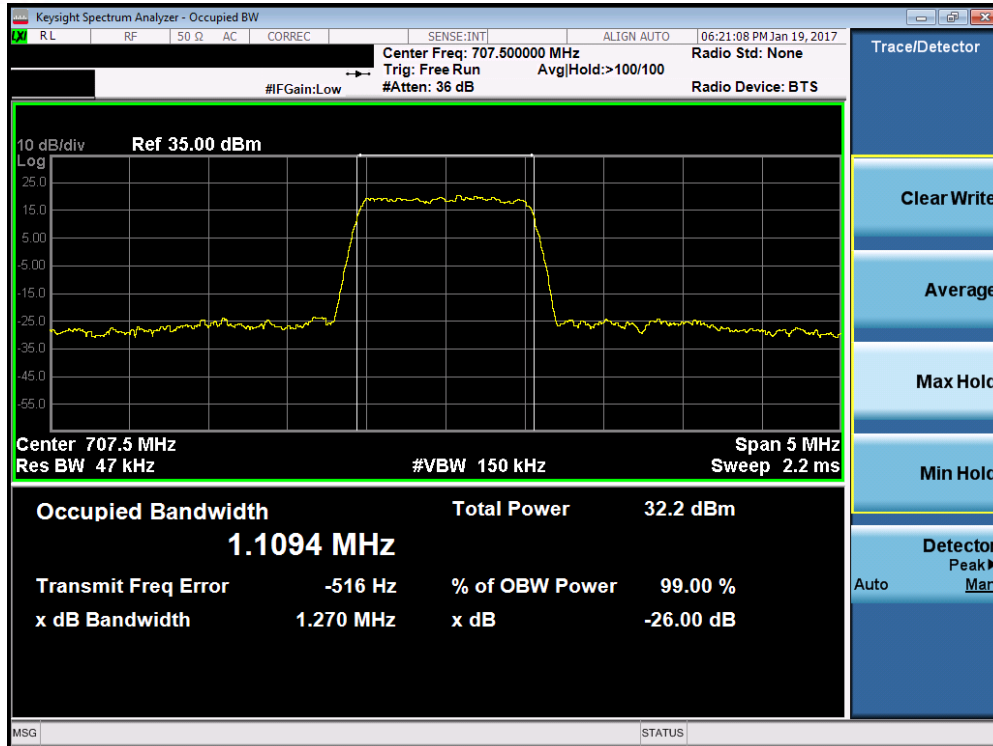 Keysight Spectrum Analyzer - Occupied BW
LXI RL RF 50 Ω AC CORREC SENSE:INT ALIGN AUTO 06:21:08 PM Jan 19, 2017
Center Freq: 707.500000 MHz Radio Std: None
Trig: Free Run Avg|Hold:>100/100
#IFGain:Low #Atten: 36 dB Radio Device: BTS
Trace/Detector
10 dB/div Ref 35.00 dBm
Log
25.0
15.0
5.00
-5.00
-15.0
-25.0
-35.0
-45.0
-55.0
Center 707.5 MHz Span 5 MHz
Res BW 47 kHz #VBW 150 kHz Sweep 2.2 ms
Clear Write
Average
Max Hold
Min Hold
Detector
Peak
Auto Man
Occupied Bandwidth Total Power 32.2 dBm
1.1094 MHz
Transmit Freq Error -516 Hz % of OBW Power 99.00 %
x dB Bandwidth 1.270 MHz x dB -26.00 dB
MSG STATUS